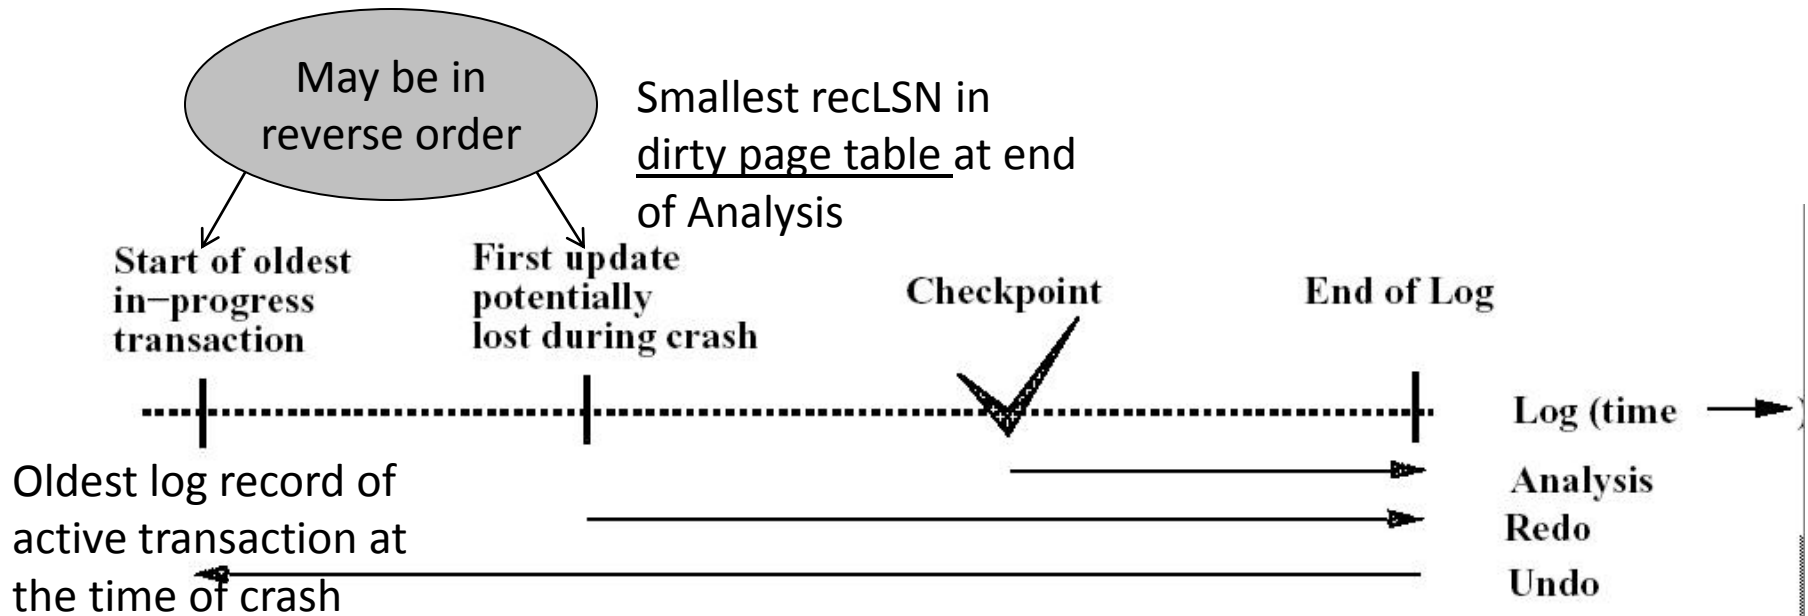 May be in
reverse order
Smallest recLSN in
dirty page table at end
of Analysis
Start of oldest
in-progress
transaction
First update
potentially
lost during crash
Checkpoint
End of Log
Log (time )
Oldest log record of
active transaction at
the time of crash
Analysis
Redo
Undo